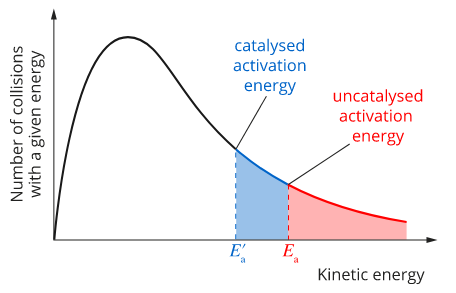 Number of collisions
with a given energy
catalysed
activation
energy
uncatalysed
activation
energy
E′ₐ
Eₐ
Kinetic energy